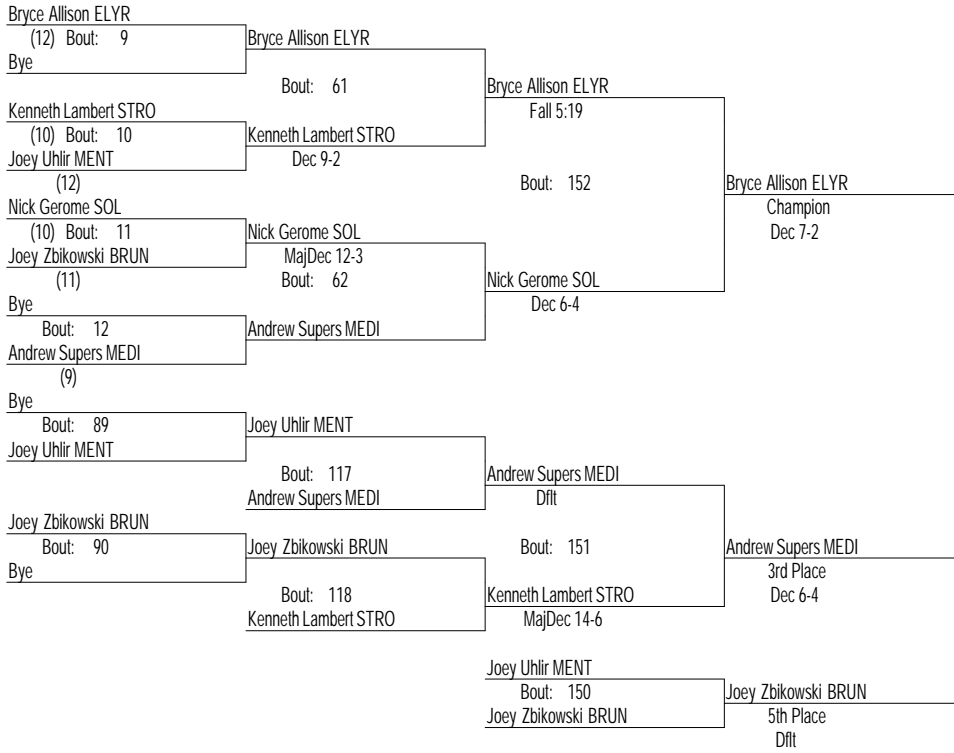 Bryce Allison ELYR
(12) Bout: 9
Bye
Bryce Allison ELYR
Bout: 61
Kenneth Lambert STRO
(10) Bout: 10
Joey Uhlir MENT
(12)
Kenneth Lambert STRO
Dec 9-2
Bryce Allison ELYR
Fall 5:19
Bout: 152
Nick Gerome SOL
(10) Bout: 11
Joey Zbikowski BRUN
(11)
Nick Gerome SOL
MajDec 12-3
Bout: 62
Bye
Bout: 12
Andrew Supers MEDI
(9)
Andrew Supers MEDI
Nick Gerome SOL
Dec 6-4
Bryce Allison ELYR
Champion
Dec 7-2
Bye
Bout: 89
Joey Uhlir MENT
Joey Uhlir MENT
Bout: 117
Andrew Supers MEDI
Andrew Supers MEDI
Dflt
Bout: 151
Joey Zbikowski BRUN
Bout: 90
Bye
Joey Zbikowski BRUN
Bout: 118
Kenneth Lambert STRO
Kenneth Lambert STRO
MajDec 14-6
Andrew Supers MEDI
3rd Place
Dec 6-4
Joey Uhlir MENT
Bout: 150
Joey Zbikowski BRUN
Joey Zbikowski BRUN
5th Place
Dflt